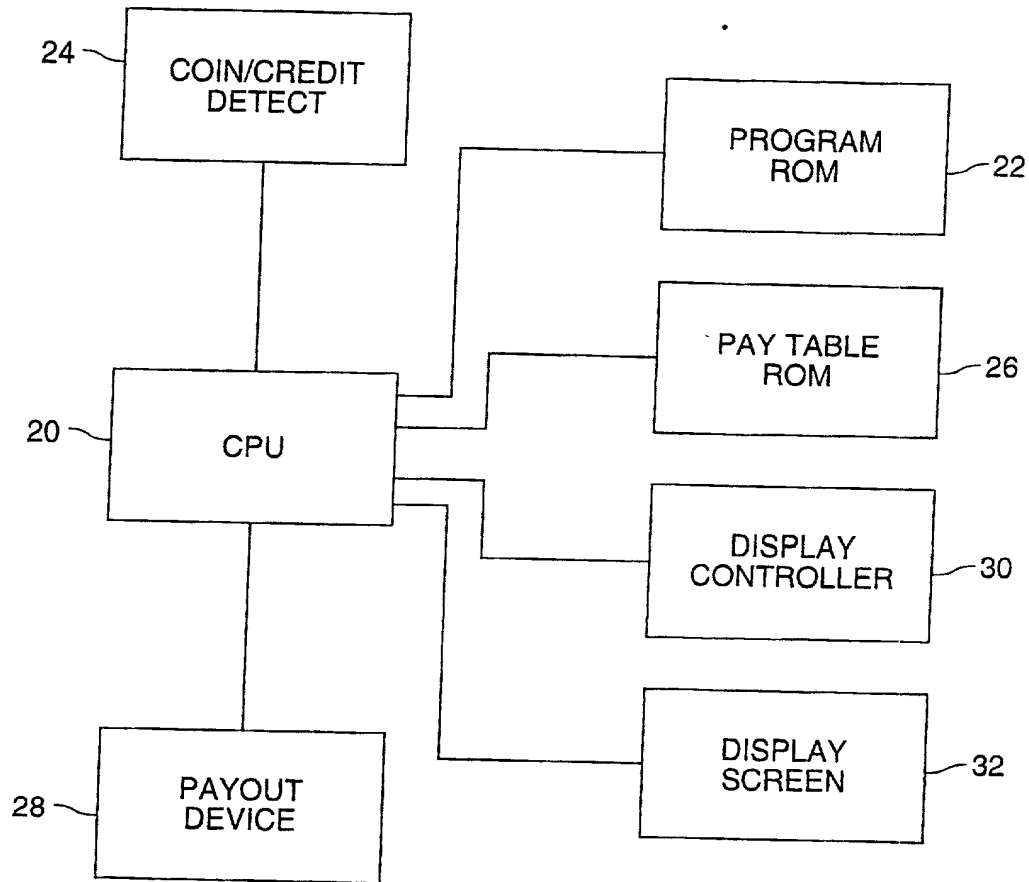 24
COIN/CREDIT
DETECT
PROGRAM
ROM
22
PAY TABLE
ROM
26
20
CPU
DISPLAY
CONTROLLER
30
DISPLAY
SCREEN
32
28
PAYOUT
DEVICE